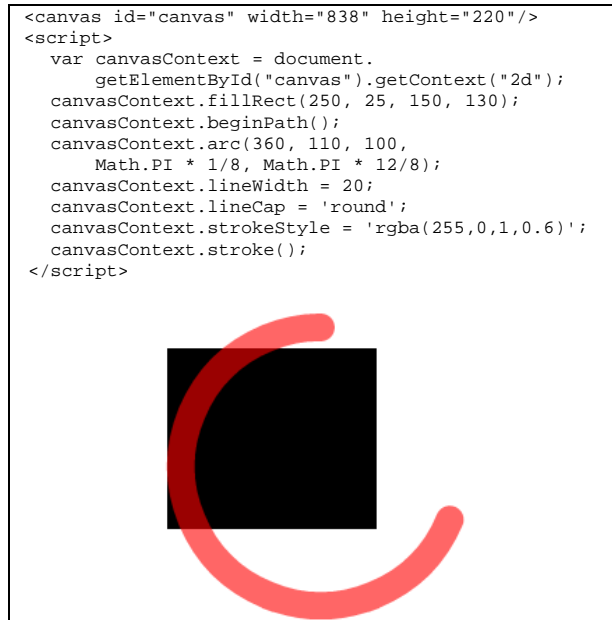 <canvas id="canvas" width="838" height="220"/>
<script>
var canvasContext = document.
getElementById("canvas").getContext("2d");
canvasContext.fillRect(250, 25, 150, 130);
canvasContext.beginPath();
canvasContext.arc(360, 110, 100,
Math.PI * 1/8, Math.PI * 12/8);
canvasContext.lineWidth = 20;
canvasContext.lineCap = 'round';
canvasContext.strokeStyle = 'rgba(255,0,1,0.6)';
canvasContext.stroke();
</script>